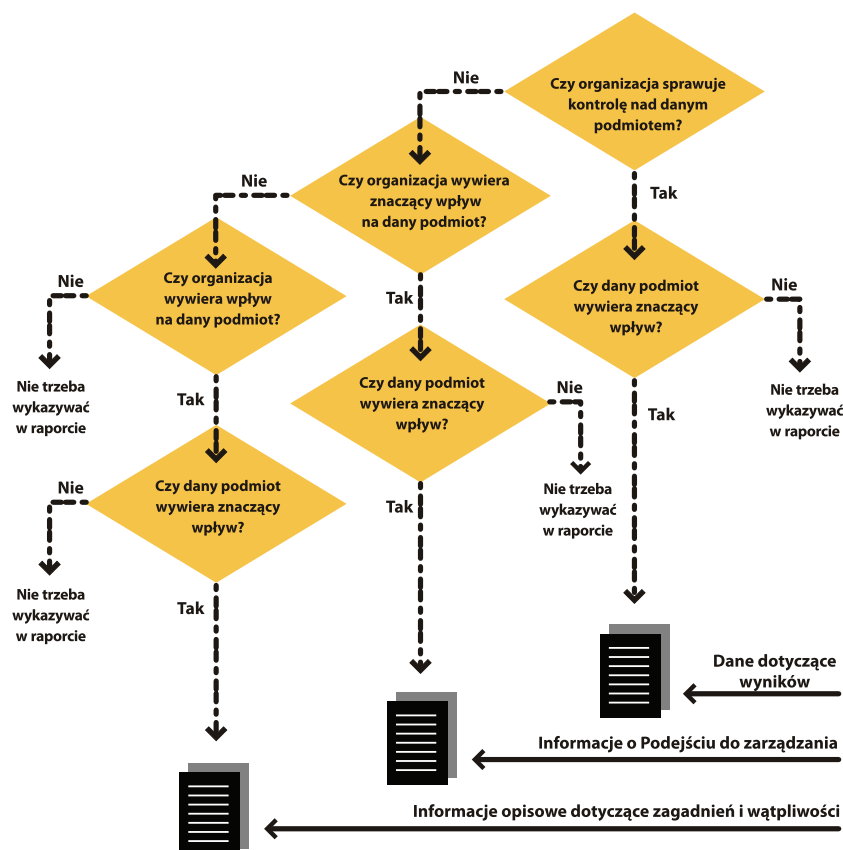 Nie
Czy organizacja sprawuje
kontrolę nad danym
podmiotem?
Nie
Czy organizacja wywiera
znaczący wpływ
na dany podmiot?
Tak
Nie
Czy organizacja
wywiera wpływ
na dany podmiot?
Tak
Czy dany podmiot
wywiera znaczący
wpływ?
Nie
Nie trzeba
wykazywać
w raporcie
Tak
Czy dany podmiot
wywiera znaczący
wpływ?
Nie
Nie trzeba
wykazywać
w raporcie
Tak
Nie
Czy dany podmiot
wywiera znaczący
wpływ?
Tak
Nie trzeba
wykazywać
w raporcie
Tak
Nie trzeba
wykazywać
w raporcie
Tak
Dane dotyczące
wyników
Informacje o Podejściu do zarządzania
Informacje opisowe dotyczące zagadnień i wątpliwości